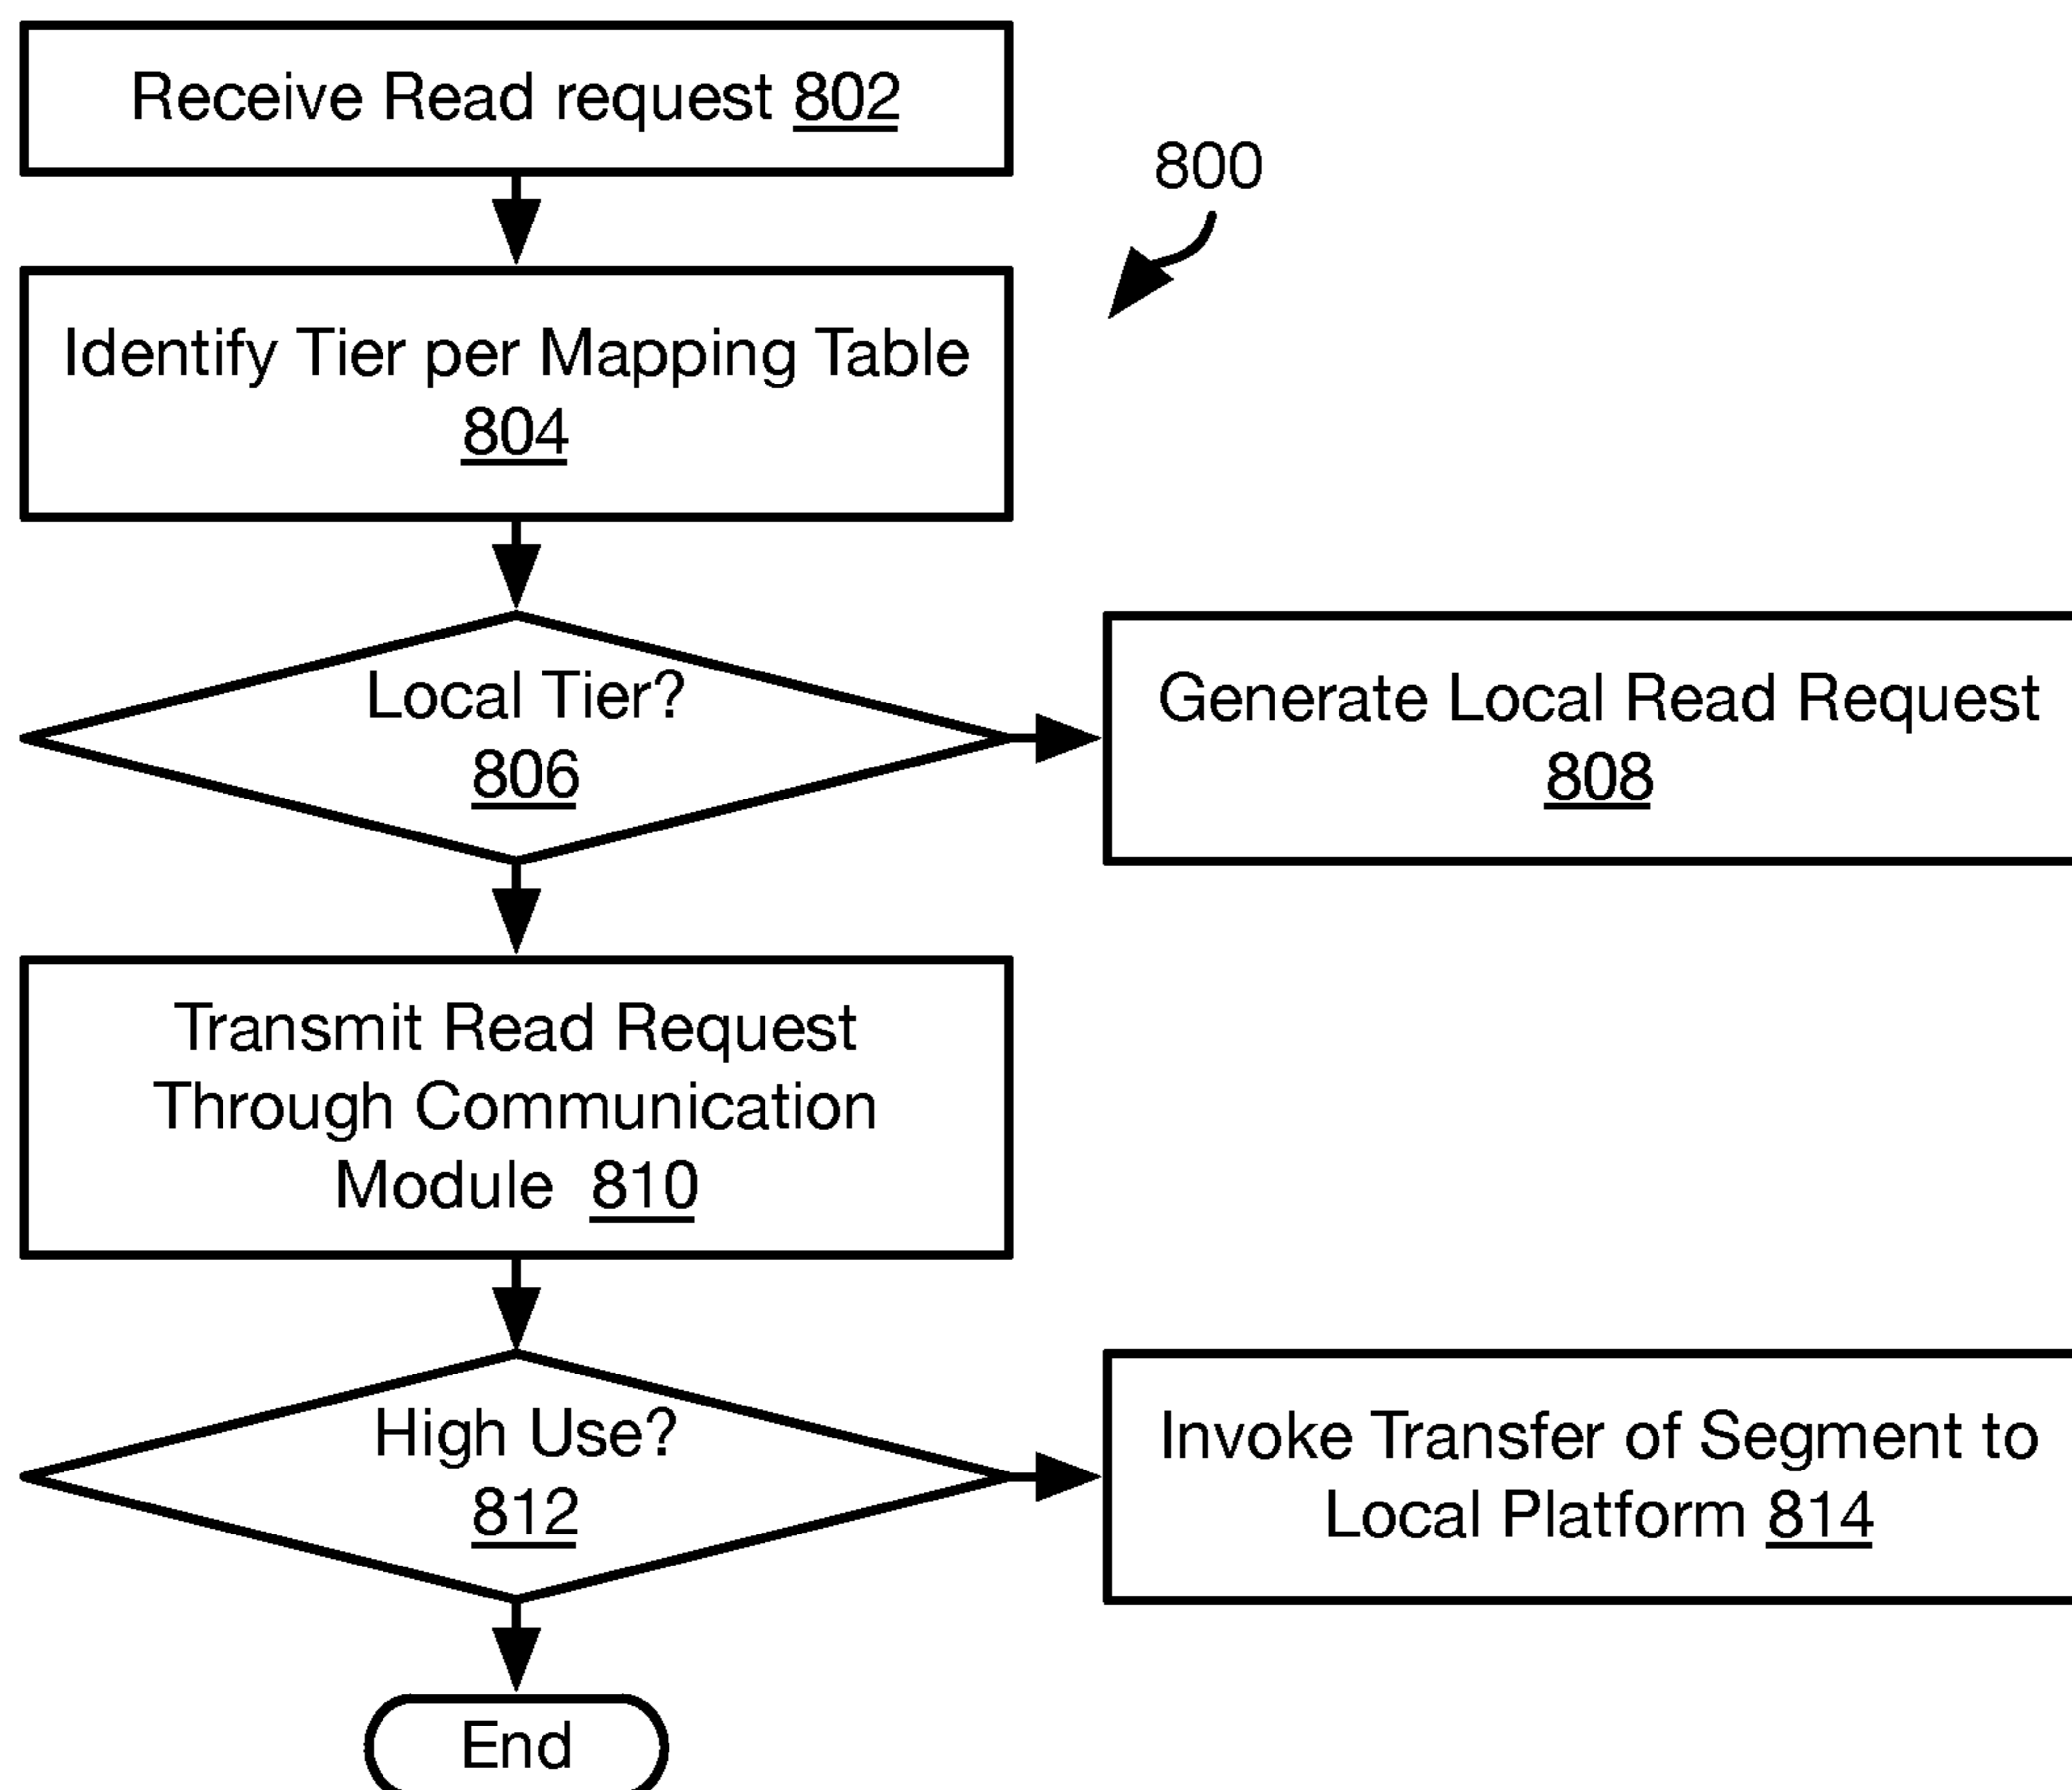 Receive Read request 802
800
Identify Tier per Mapping Table
804
Local Tier?
806
Generate Local Read Request
808
Transmit Read Request
Through Communication
Module 810
High Use?
812
Invoke Transfer of Segment to
Local Platform 814
End